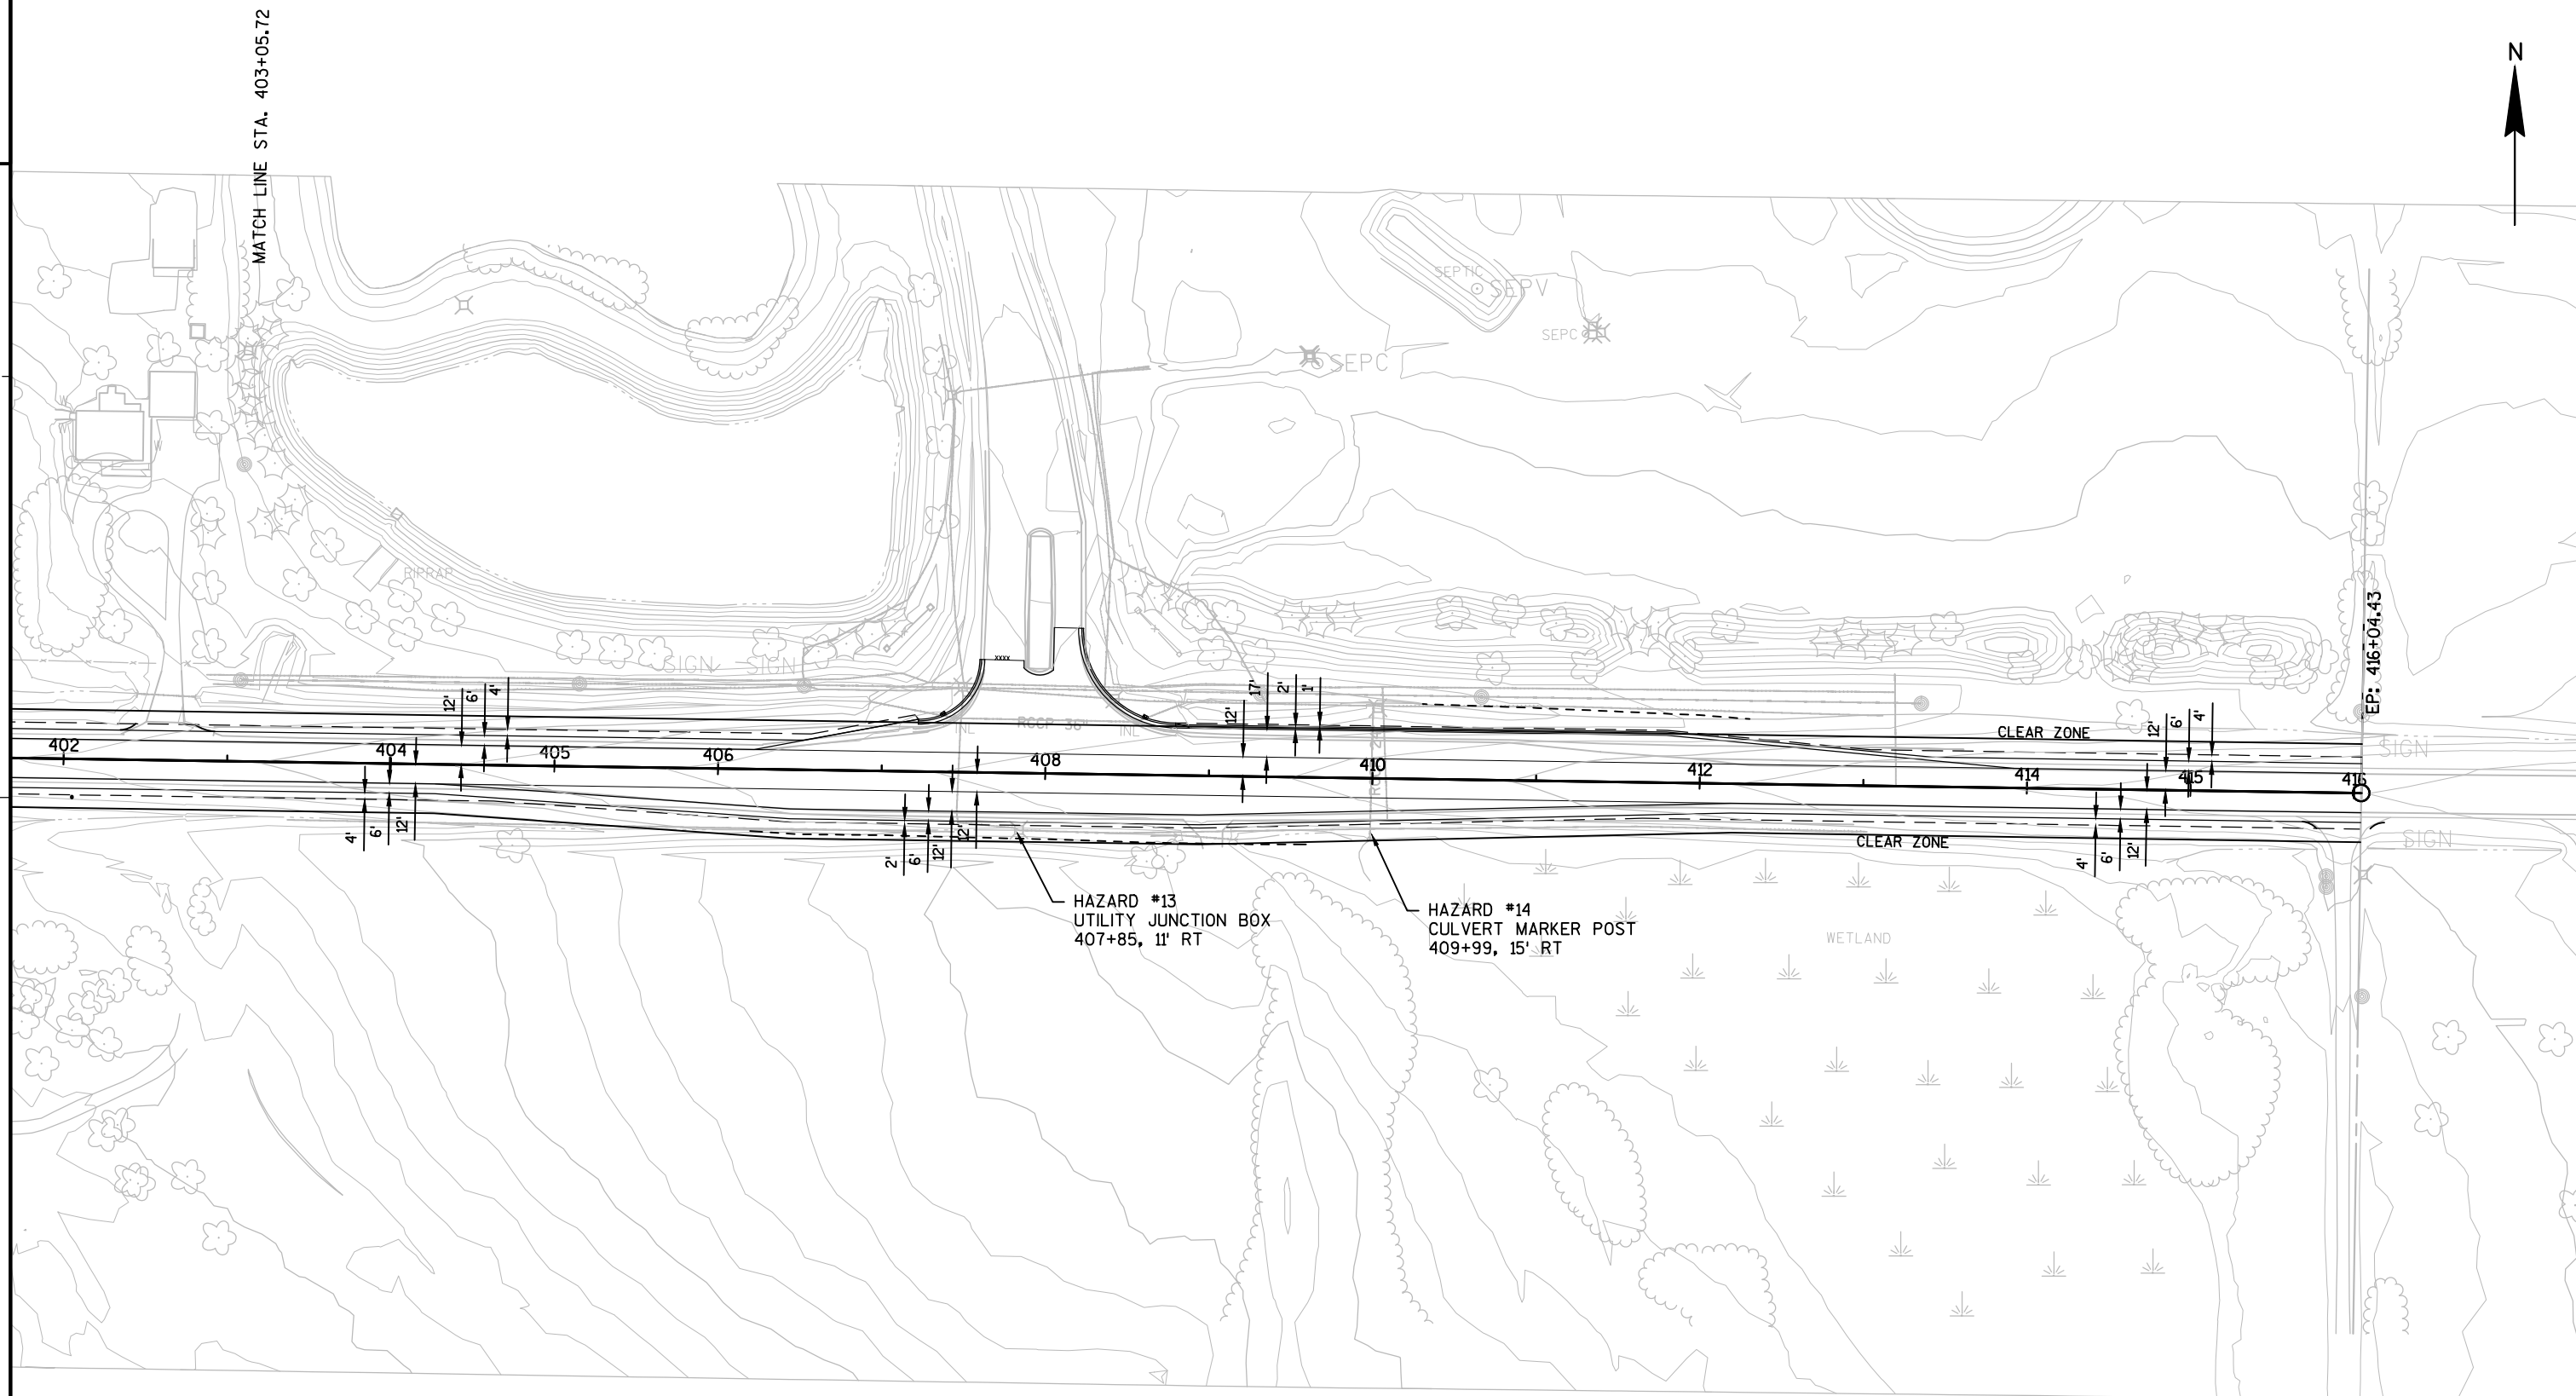 MATCH LINE STA. 403+05.72
N
SEPTIC
SEPV
SEPC
SEPC
W
W
W
RIPRAP
EP: 416+04.43
SIGN
SIGN
12'
6'
4'
17'
2'
1'
12'
12'
6'
4'
INL
RCCP 36"
INL
CLEAR ZONE
SIGN
402
404
405
406
408
410
412
414
415
416
4'
6'
12'
2'
6'
12'
12'
CLEAR ZONE
4'
6'
12'
SIGN
HAZARD #13
UTILITY JUNCTION BOX
407+85, 11' RT
HAZARD #14
CULVERT MARKER POST
409+99, 15' RT
WETLAND